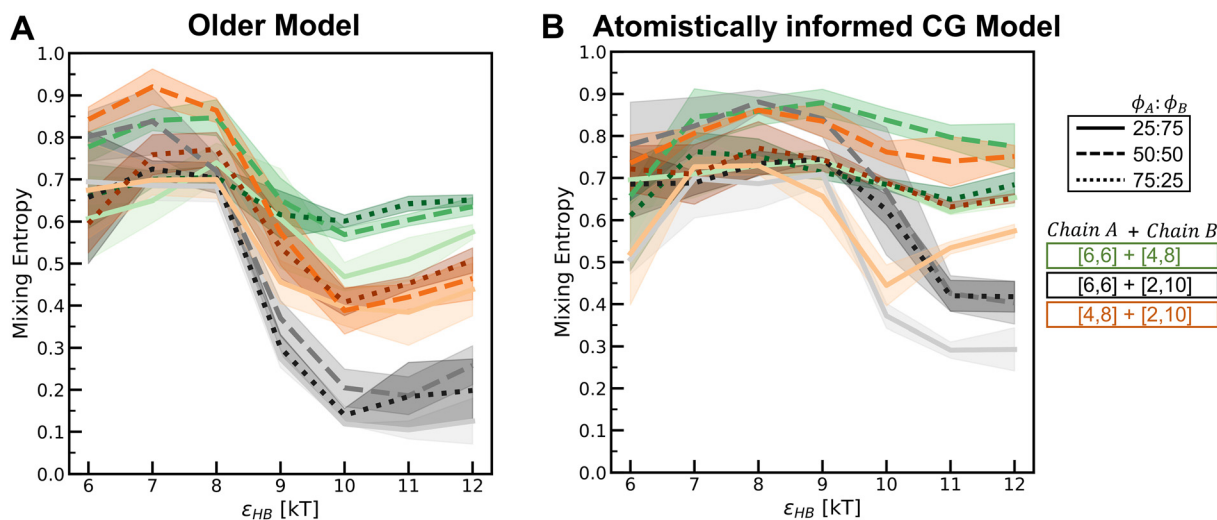 A Older Model
B Atomistically informed CG Model
Mixing Entropy
1.0
0.9
0.8
0.7
0.6
0.5
0.4
0.3
0.2
0.1
0.0
6 7 8 9 10 11 12
εHB [kT]
Mixing Entropy
1.0
0.9
0.8
0.7
0.6
0.5
0.4
0.3
0.2
0.1
0.0
6 7 8 9 10 11 12
εHB [kT]
ϕA:ϕB
25:75
50:50
75:25
Chain A + Chain B
[6,6] + [4,8]
[6,6] + [2,10]
[4,8] + [2,10]